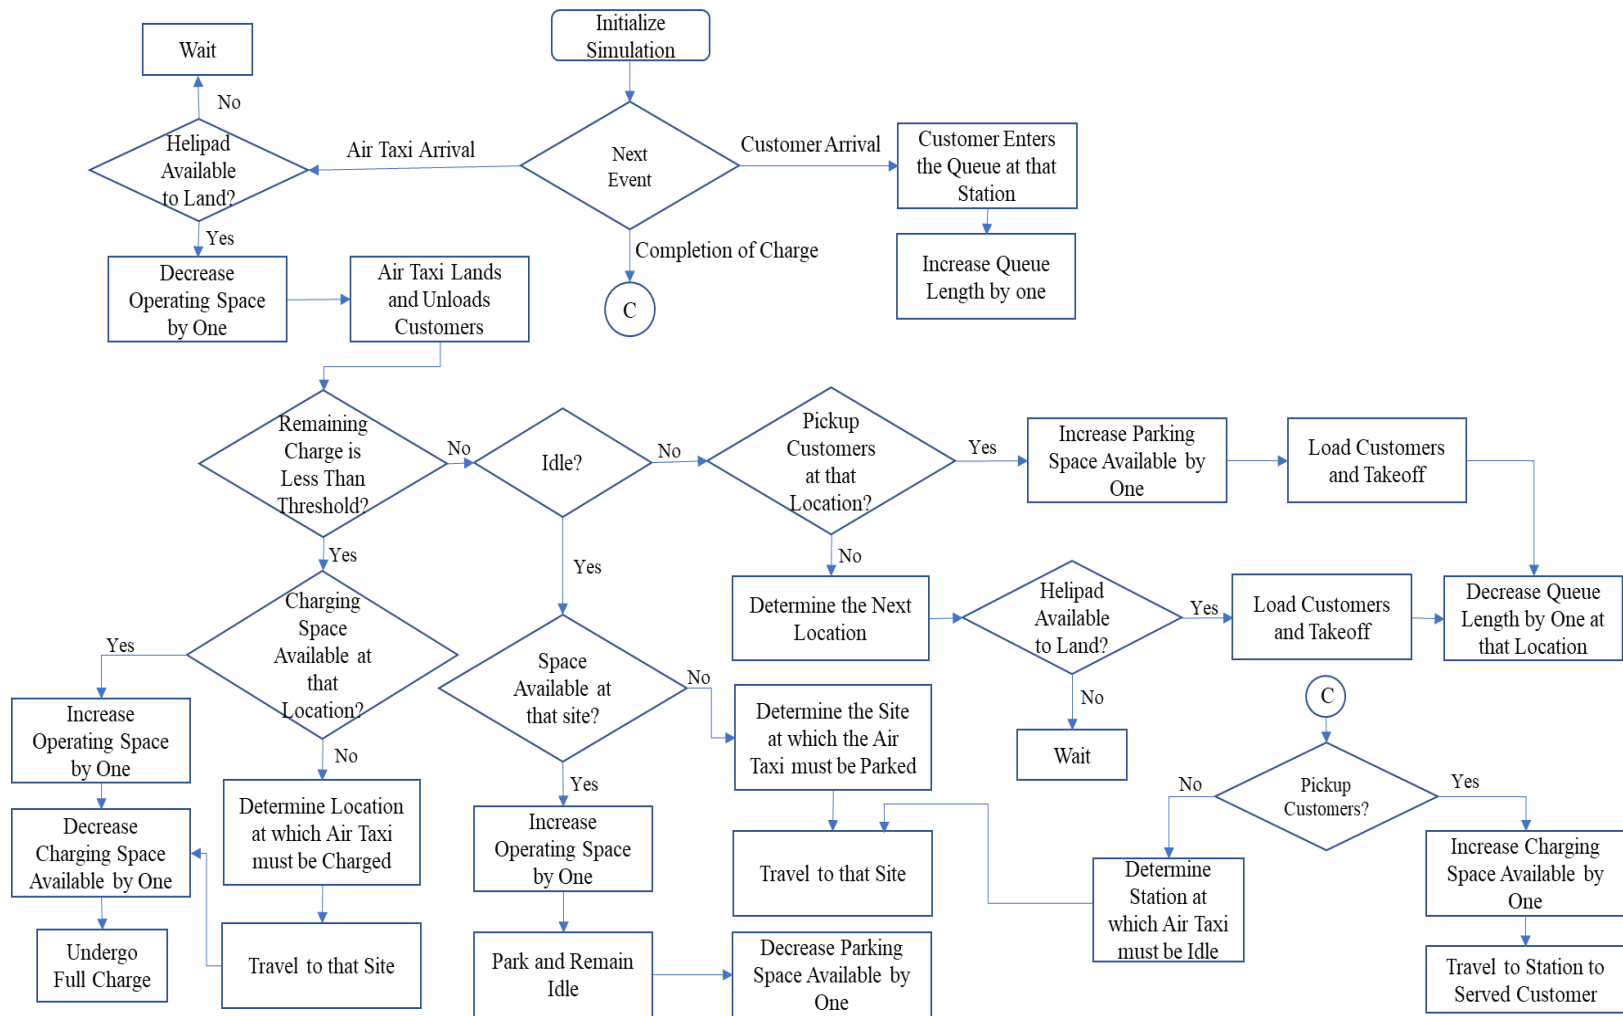 Initialize
Simulation
Wait
No
Helipad
Available
to Land?
Air Taxi Arrival
Next
Event
Customer Arrival
Customer Enters
the Queue at that
Station
Yes
Completion of Charge
Decrease
Operating Space
by One
Air Taxi Lands
and Unloads
Customers
C
Increase Queue
Length by one
Remaining
Charge is
Less Than
Threshold?
No
Idle?
No
Pickup
Customers
at that
Location?
Yes
Increase Parking
Space Available by
One
Load Customers
and Takeoff
Yes
Yes
No
Charging
Space
Available at
that
Location?
Yes
Determine the Next
Location
Helipad
Available
to Land?
Yes
Load Customers
and Takeoff
Decrease Queue
Length by One at
that Location
Space
Available at
that site?
No
No
Wait
C
Increase
Operating Space
by One
No
Determine the Site
at which the Air
Taxi must be Parked
Pickup
Customers?
No
Yes
Decrease
Charging Space
Available by One
Determine Location
at which Air Taxi
must be Charged
Yes
Increase
Operating Space
by One
Travel to that Site
Determine
Station at
which Air Taxi
must be Idle
Increase Charging
Space Available by
One
Undergo
Full Charge
Travel to that Site
Park and Remain
Idle
Decrease Parking
Space Available by
One
Travel to Station to
Served Customer